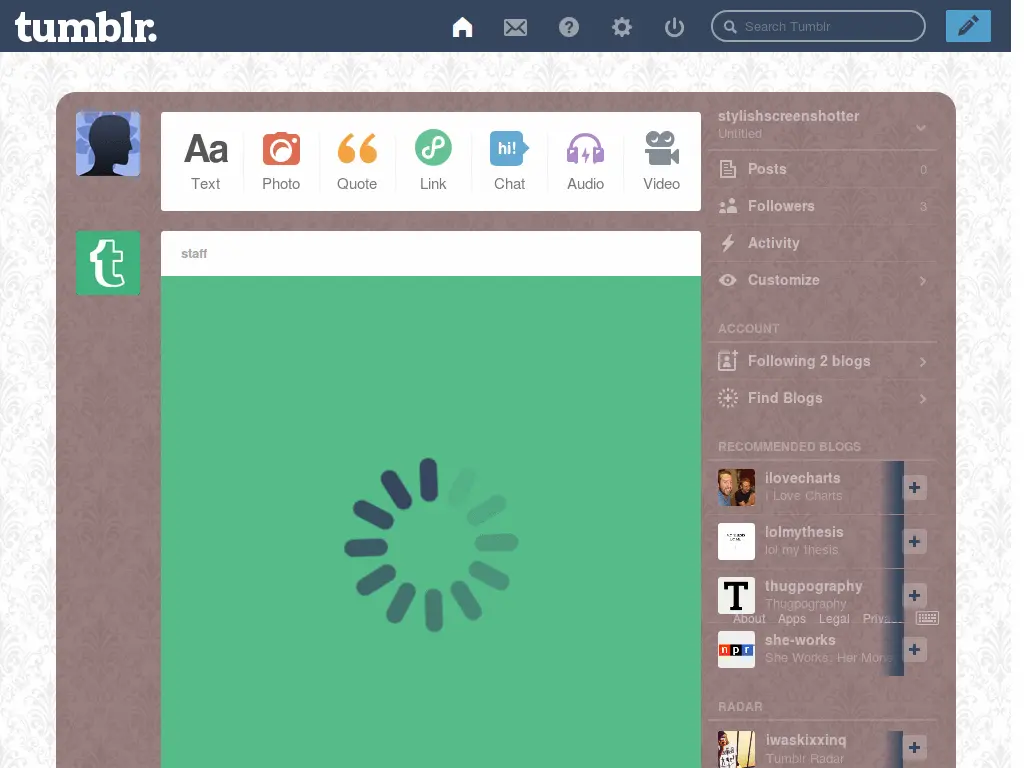 tumblr.
Search Tumblr
Aa
hi!
Text
Photo
Quote
Link
Chat
Audio
Video
staff
stylishscreenshotter
Untitled
Posts 0
Followers 3
Activity
Customize
ACCOUNT
Following 2 blogs
Find Blogs
RECOMMENDED BLOGS
ilovecharts
I Love Charts
lolmythesis
lol my thesis
thugpography
Thugpography
T
About Apps Legal Priva
she-works
She Works: Her Mone
npr
RADAR
iwaskixxinq
Tumblr Radar